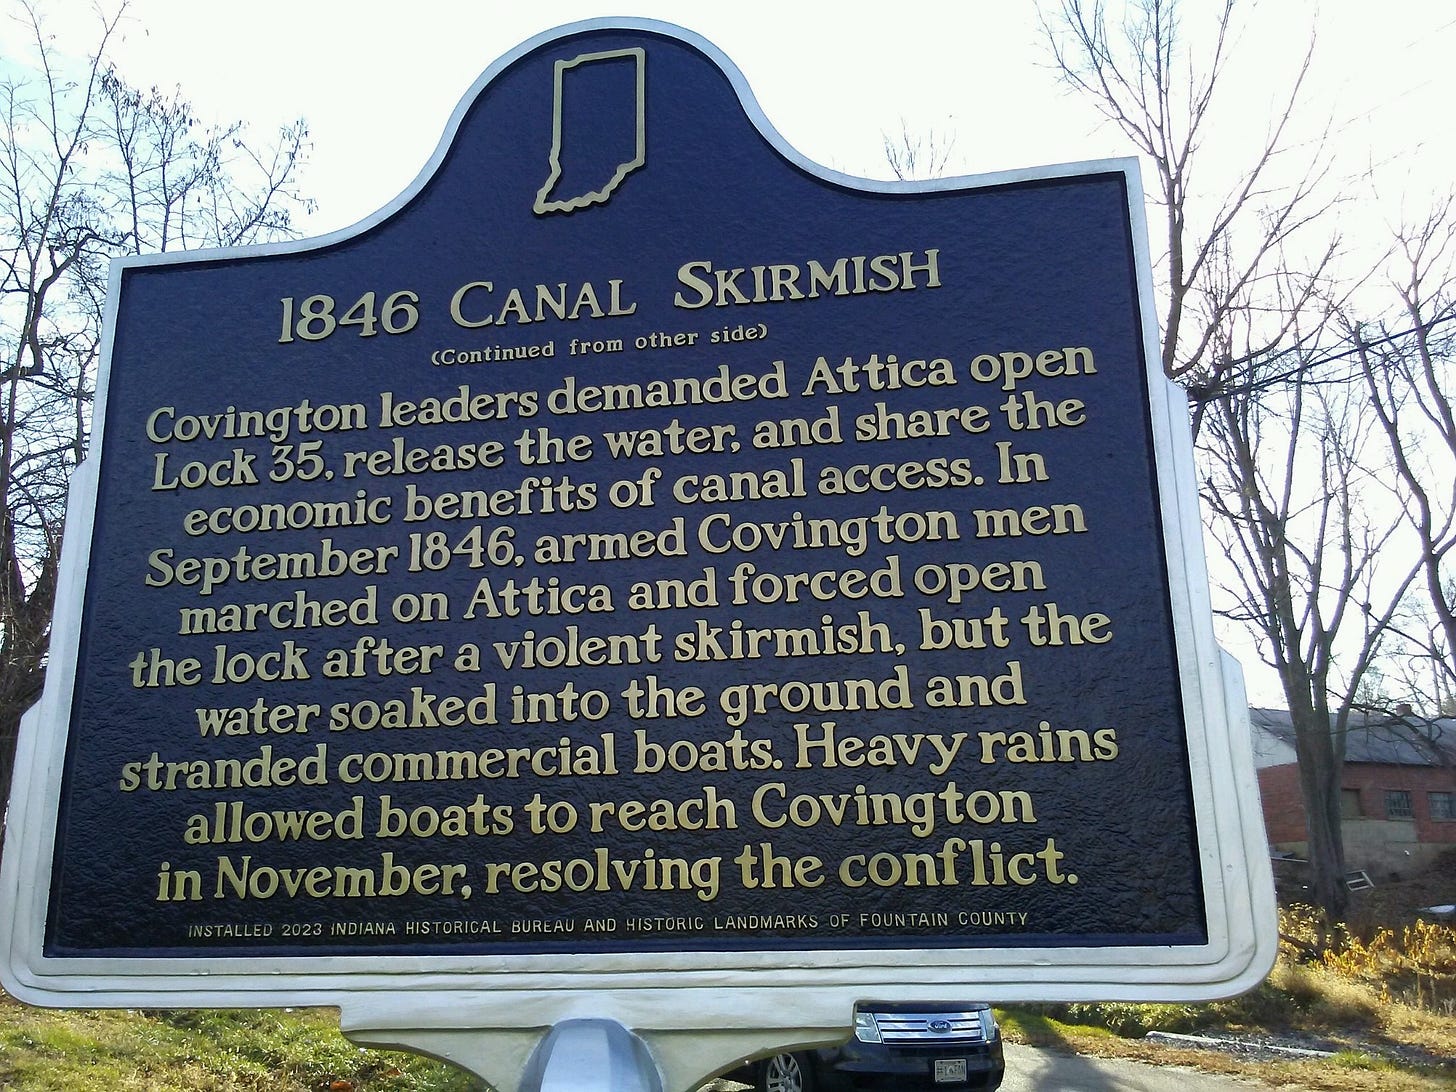 1846 Canal Skirmish
(Continued from other side)
Covington leaders demanded Attica open
Lock 35, release the water, and share the
economic benefits of canal access. In
September 1846, armed Covington men
marched on Attica and forced open
the lock after a violent skirmish, but the
water soaked into the ground and
stranded commercial boats. Heavy rains
allowed boats to reach Covington
in November, resolving the conflict.
INSTALLED 2023 INDIANA HISTORICAL BUREAU AND HISTORIC LANDMARKS OF FOUNTAIN COUNTY
Ford